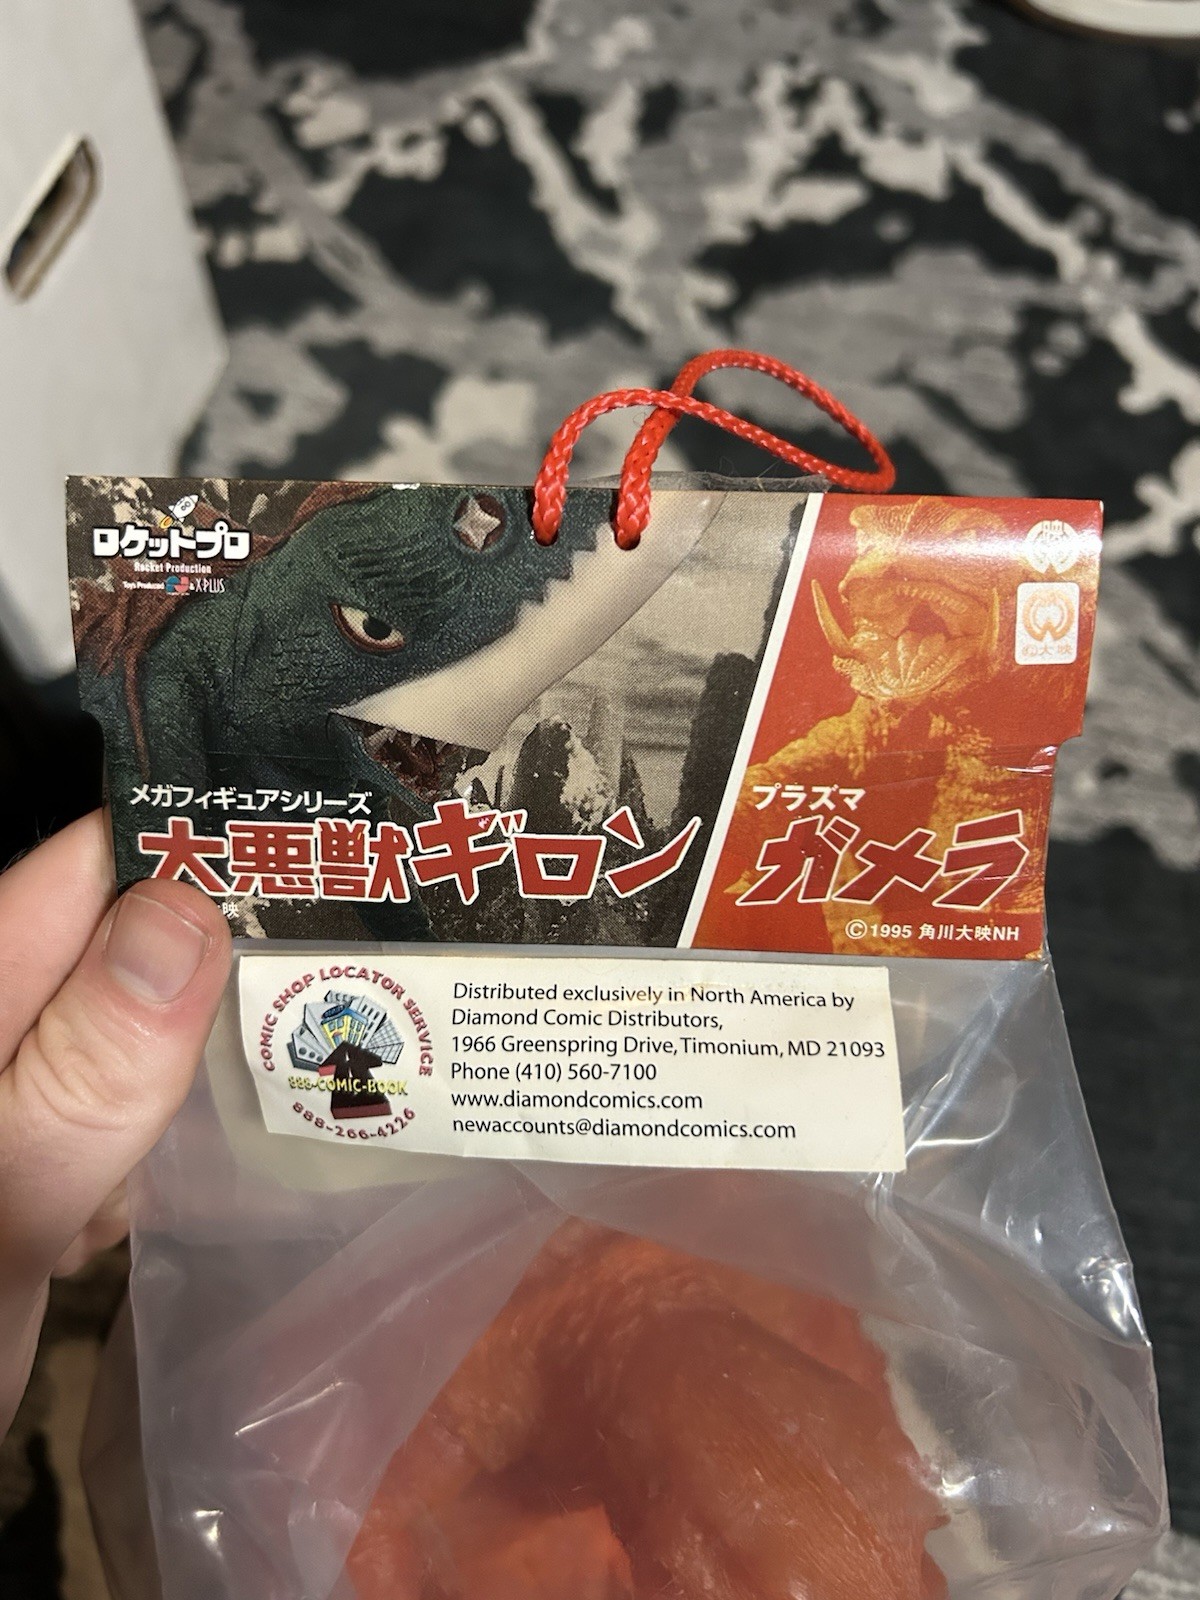 ロケットプロ
Rocket Production
Toys Produced & X-PLUS
大映
メガフィギュアシリーズ
大悪獣ギロン
映
プラズマ
ガメラ
©1995 角川大映NH
COMIC SHOP LOCATOR SERVICE
888-COMIC-BOOK
888-266-4226
Distributed exclusively in North America by
Diamond Comic Distributors,
1966 Greenspring Drive, Timonium, MD 21093
Phone (410) 560-7100
www.diamondcomics.com
newaccounts@diamondcomics.com